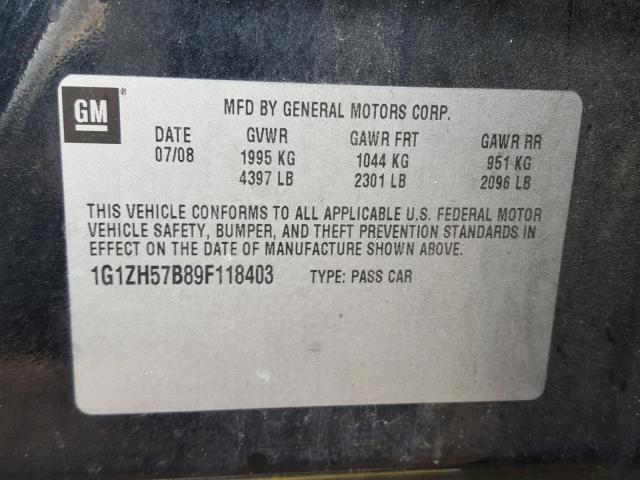 GM ®
MFD BY GENERAL MOTORS CORP.
DATE GVWR GAWR FRT GAWR RR
07/08 1995 KG 1044 KG 951 KG
4397 LB 2301 LB 2096 LB
THIS VEHICLE CONFORMS TO ALL APPLICABLE U.S. FEDERAL MOTOR
VEHICLE SAFETY, BUMPER, AND THEFT PREVENTION STANDARDS IN
EFFECT ON THE DATE OF MANUFACTURE SHOWN ABOVE.
1G1ZH57B89F118403 TYPE: PASS CAR